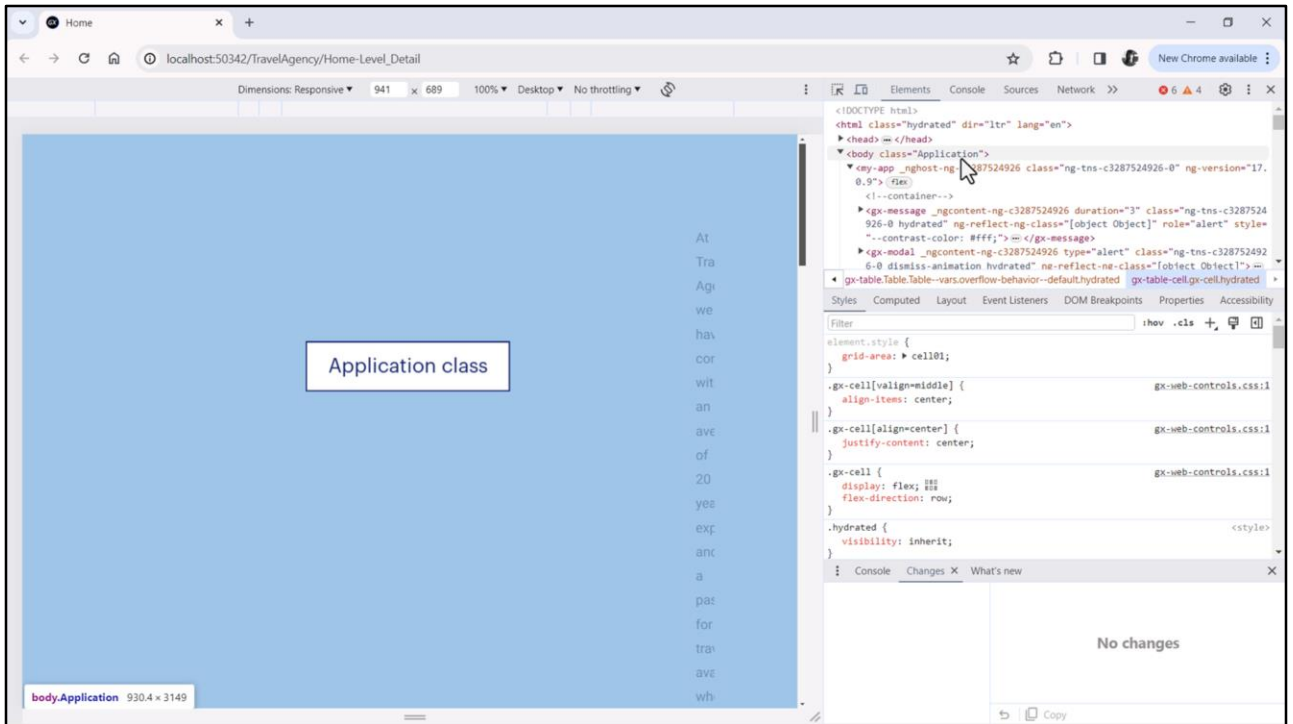 Home
localhost:50342/TravelAgency/Home-Level_Detail
New Chrome available
Dimensions: Responsive ▼ 941 × 689 100% ▼ Desktop ▼ No throttling ▼
Elements Console Sources Network >> 6 4
<!DOCTYPE html>
<html class="hydrated" dir="ltr" lang="en">
▶ <head> … </head>
▼ <body class="Application">
▼ <my-app _nghost-ng-c3287524926 class="ng-tns-c3287524926-0" ng-version="17.
0.9"> flex
<!--container-->
▶ <gx-message _ngcontent-ng-c3287524926 duration="3" class="ng-tns-c3287524
926-0 hydrated" ng-reflect-ng-class="[object Object]" role="alert" style=
"--contrast-color: #fff;"> … </gx-message>
▶ <gx-modal _ngcontent-ng-c3287524926 type="alert" class="ng-tns-c328752492
6-0 dismiss-animation hydrated" ng-reflect-ng-class="[object Object]"> …
gx-table.Table.Table--vars.overflow-behavior--default.hydrated gx-table-cell.gx-cell.hydrated
Styles Computed Layout Event Listeners DOM Breakpoints Properties Accessibility
Filter :hov .cls +
element.style {
grid-area: ▶ cell01;
}
.gx-cell[valign=middle] { gx-web-controls.css:1
align-items: center;
}
.gx-cell[align=center] { gx-web-controls.css:1
justify-content: center;
}
.gx-cell { gx-web-controls.css:1
display: flex;
flex-direction: row;
}
.hydrated { <style>
visibility: inherit;
}
Console Changes × What's new
No changes
Copy
At
Tra
Age
we
hav
cor
wit
an
ave
of
20
yea
exp
and
a
pas
for
trav
ava
whe
Application class
body.Application 930.4 × 3149